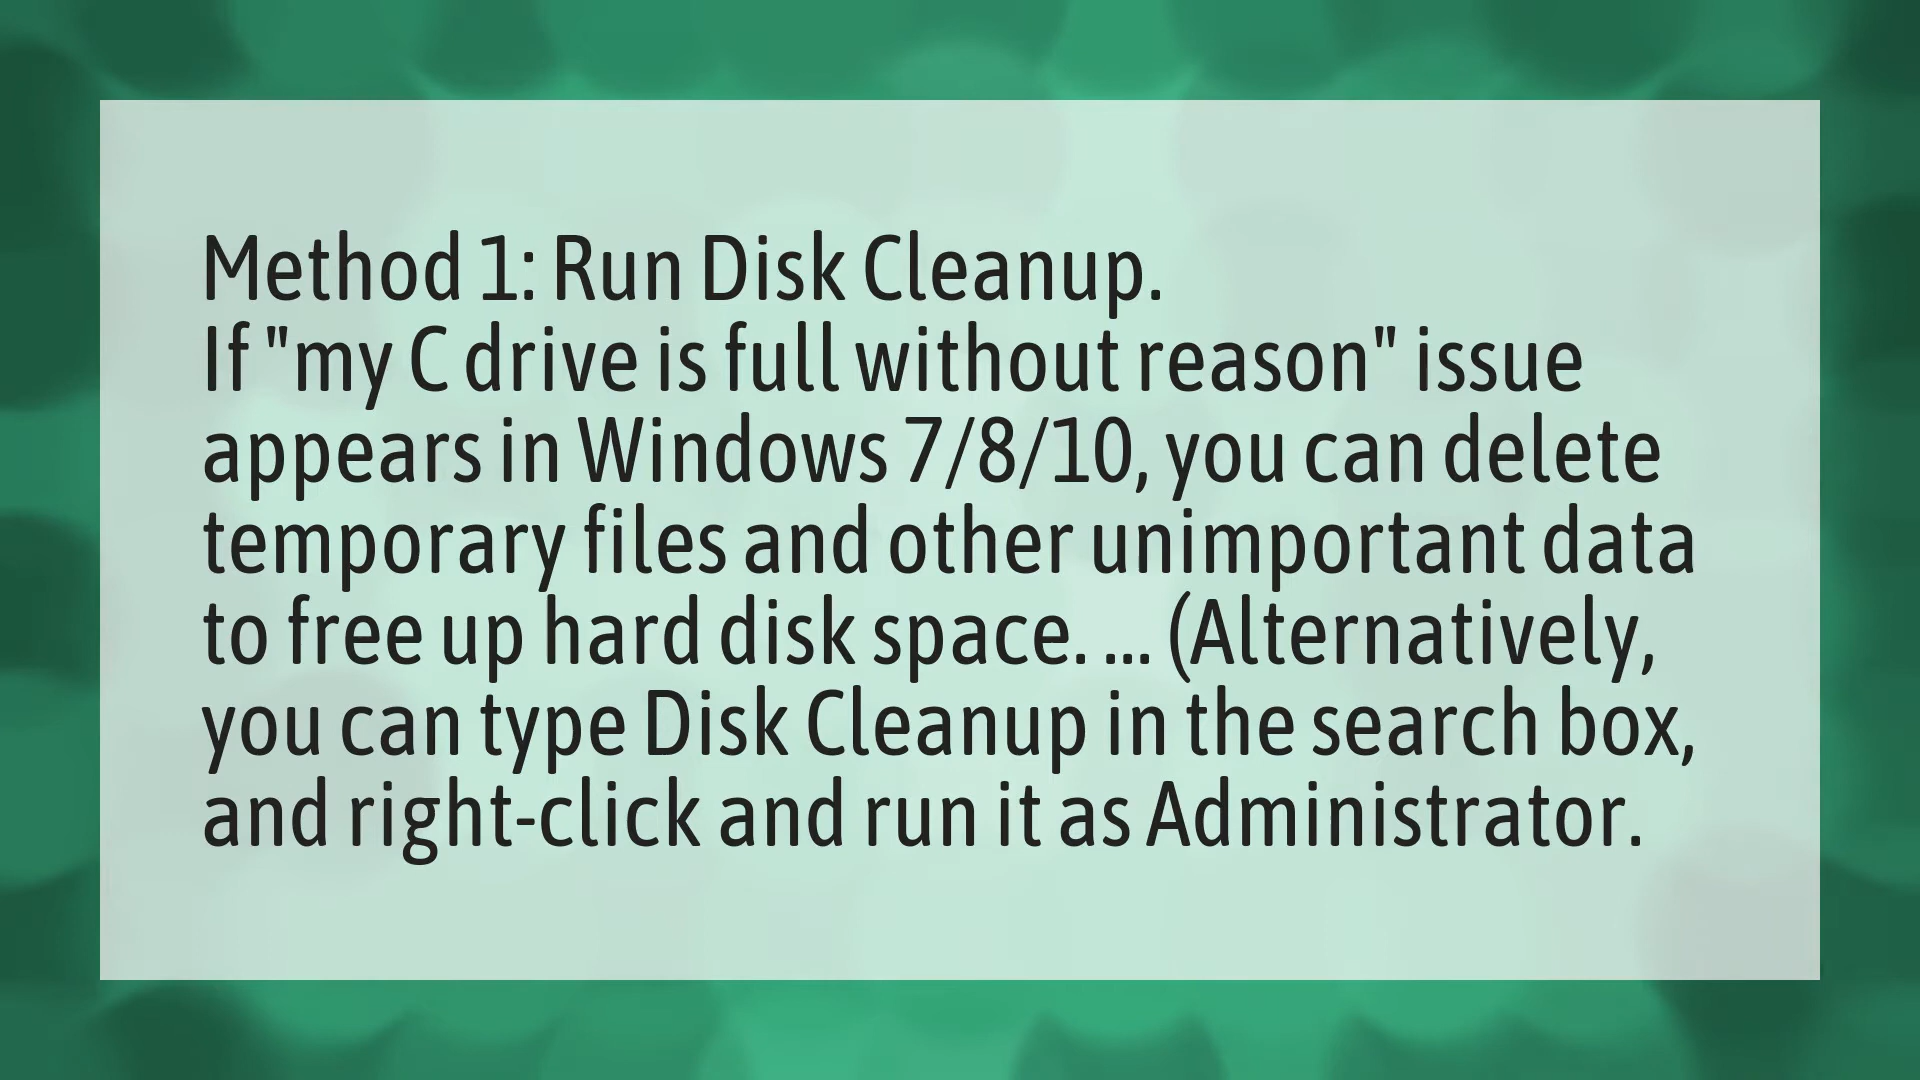 Method 1: Run Disk Cleanup.
If "my C drive is full without reason" issue
appears in Windows 7/8/10, you can delete
temporary files and other unimportant data
to free up hard disk space. ... (Alternatively,
you can type Disk Cleanup in the search box,
and right-click and run it as Administrator.